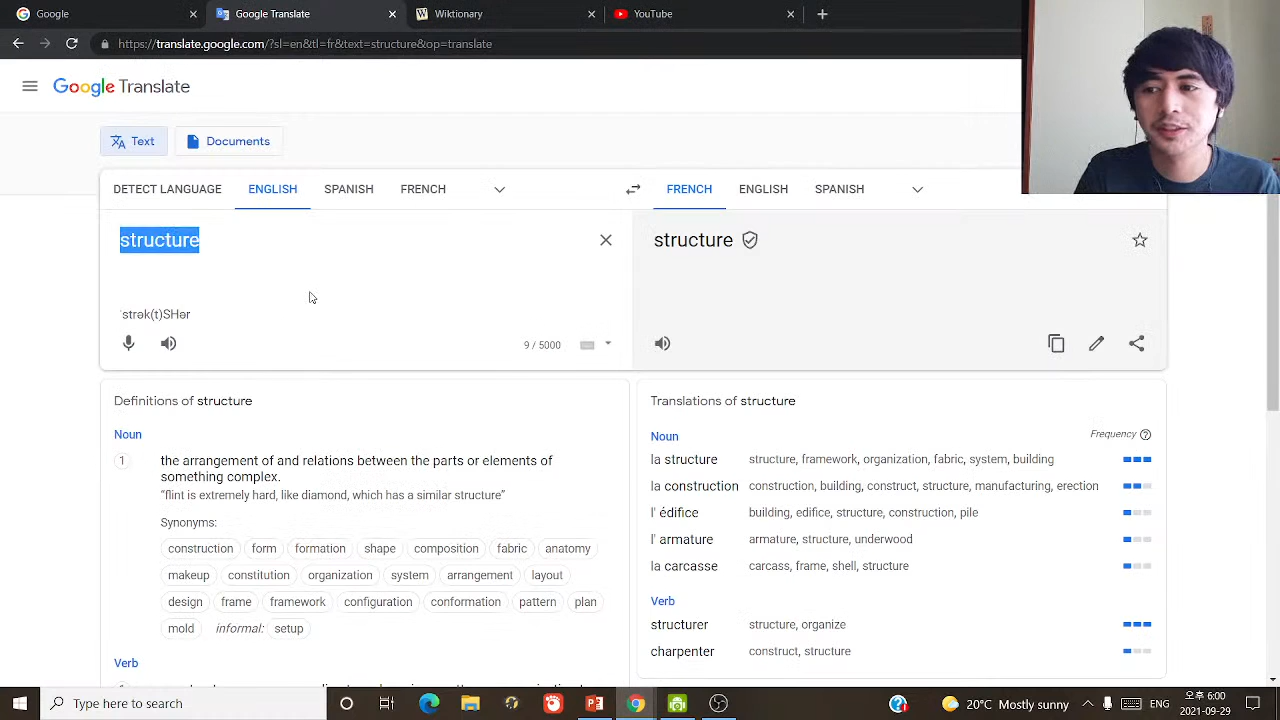 Google
Google Translate
Wiktionary
YouTube
https://translate.google.com/?sl=en&tl=fr&text=structure&op=translate
Google Translate
Text
Documents
DETECT LANGUAGE ENGLISH SPANISH FRENCH
FRENCH ENGLISH SPANISH
structure
structure
ˈstrək(t)SHər
9 / 5000
Definitions of structure
Noun
1
the arrangement of and relations between the parts or elements of
something complex.
“flint is extremely hard, like diamond, which has a similar structure”
Synonyms:
construction form formation shape composition fabric anatomy
makeup constitution organization system arrangement layout
design frame framework configuration conformation pattern plan
mold informal: setup
Verb
Translations of structure
Noun Frequency
la structure structure, framework, organization, fabric, system, building
la construction construction, building, construct, structure, manufacturing, erection
l' édifice building, edifice, structure, construction, pile
l' armature armature, structure, underwood
la carcasse carcass, frame, shell, structure
Verb
structurer structure, organize
charpenter construct, structure
Type here to search
20°C Mostly sunny
ENG
오후 6:00
2021-09-29